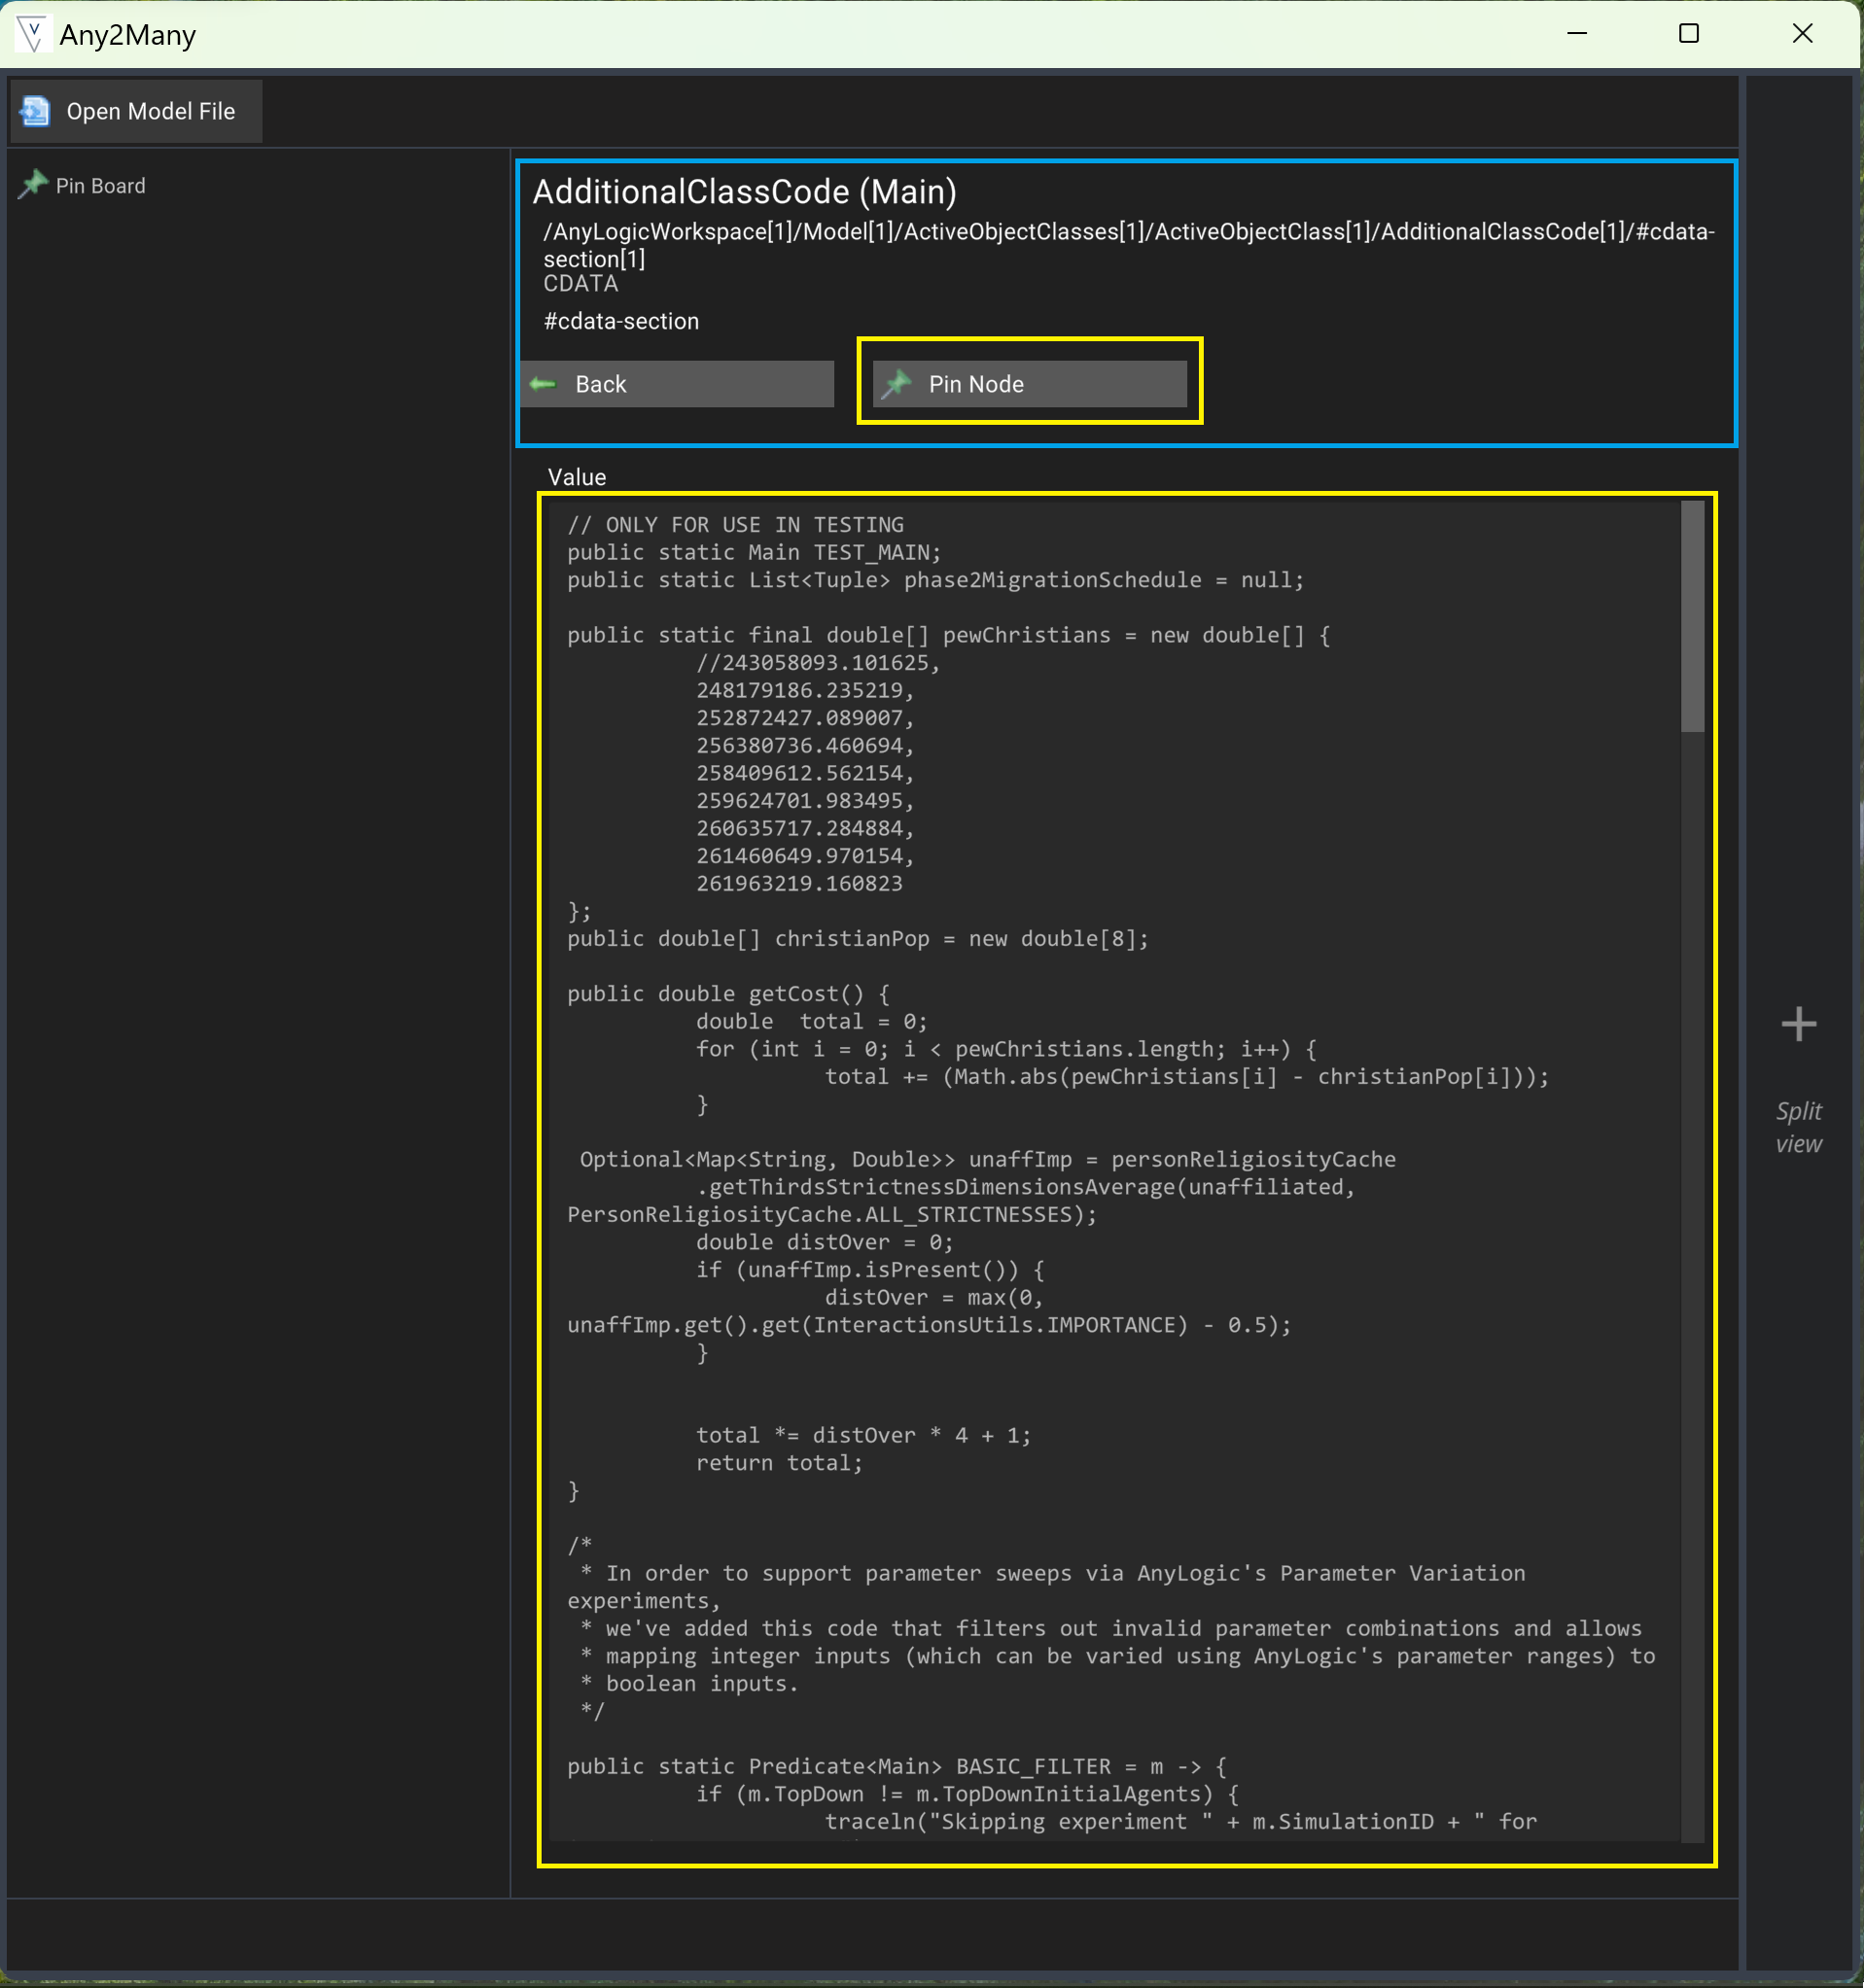 Any2Many
Open Model File
Pin Board
AdditionalClassCode (Main)
/AnyLogicWorkspace[1]/Model[1]/ActiveObjectClasses[1]/ActiveObjectClass[1]/AdditionalClassCode[1]/#cdata-
section[1]
CDATA
#cdata-section
Back
Pin Node
Value
// ONLY FOR USE IN TESTING
public static Main TEST_MAIN;
public static List<Tuple> phase2MigrationSchedule = null;
public static final double[] pewChristians = new double[] {
//243058093.101625,
248179186.235219,
252872427.089007,
256380736.460694,
258409612.562154,
259624701.983495,
260635717.284884,
261460649.970154,
261963219.160823
};
public double[] christianPop = new double[8];
public double getCost() {
double  total = 0;
for (int i = 0; i < pewChristians.length; i++) {
total += (Math.abs(pewChristians[i] - christianPop[i]));
}
Optional<Map<String, Double>> unaffImp = personReligiosityCache
.getThirdsStrictnessDimensionsAverage(unaffiliated,
PersonReligiosityCache.ALL_STRICTNESSES);
double distOver = 0;
if (unaffImp.isPresent()) {
distOver = max(0,
unaffImp.get().get(InteractionsUtils.IMPORTANCE) - 0.5);
}
total *= distOver * 4 + 1;
return total;
}
/*
* In order to support parameter sweeps via AnyLogic's Parameter Variation
experiments,
* we've added this code that filters out invalid parameter combinations and allows
* mapping integer inputs (which can be varied using AnyLogic's parameter ranges) to
* boolean inputs.
*/
public static Predicate<Main> BASIC_FILTER = m -> {
if (m.TopDown != m.TopDownInitialAgents) {
traceln("Skipping experiment " + m.SimulationID + " for
Split
view